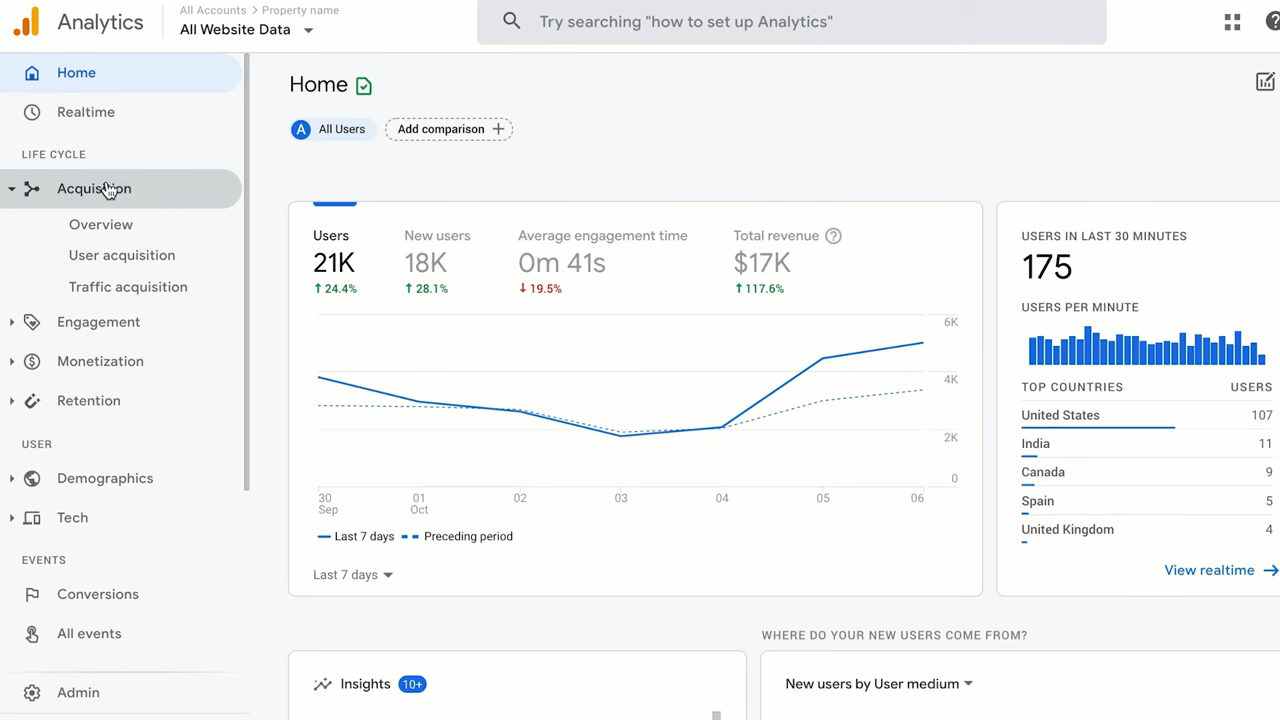 Analytics
All Accounts > Property name
All Website Data
Try searching "how to set up Analytics"
Home
Realtime
LIFE CYCLE
Acquisition
Overview
User acquisition
Traffic acquisition
Engagement
Monetization
Retention
USER
Demographics
Tech
EVENTS
Conversions
All events
Admin
Home
A All Users
Add comparison +
Users
21K
↑ 24.4%
New users
18K
↑ 28.1%
Average engagement time
0m 41s
↓ 19.5%
Total revenue ?
$17K
↑ 117.6%
6K
4K
2K
0
30 Sep
01 Oct
02
03
04
05
06
Last 7 days
Preceding period
Last 7 days
USERS IN LAST 30 MINUTES
175
USERS PER MINUTE
TOP COUNTRIES USERS
United States 107
India 11
Canada 9
Spain 5
United Kingdom 4
View realtime →
Insights 10+
WHERE DO YOUR NEW USERS COME FROM?
New users by User medium